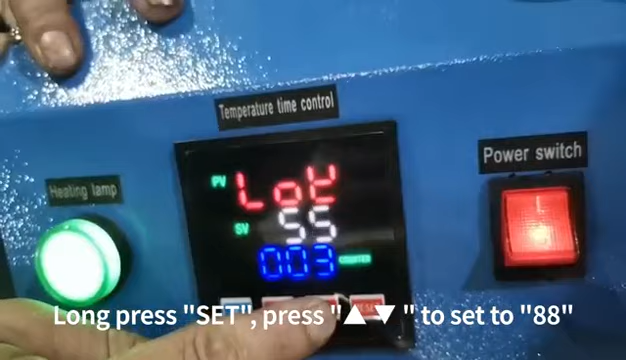 Temperature time control
Power switch
Heating lamp
PV LoK
SV 55
003 COUNTER
Long press "SET", press "▲▼ " to set to "88"